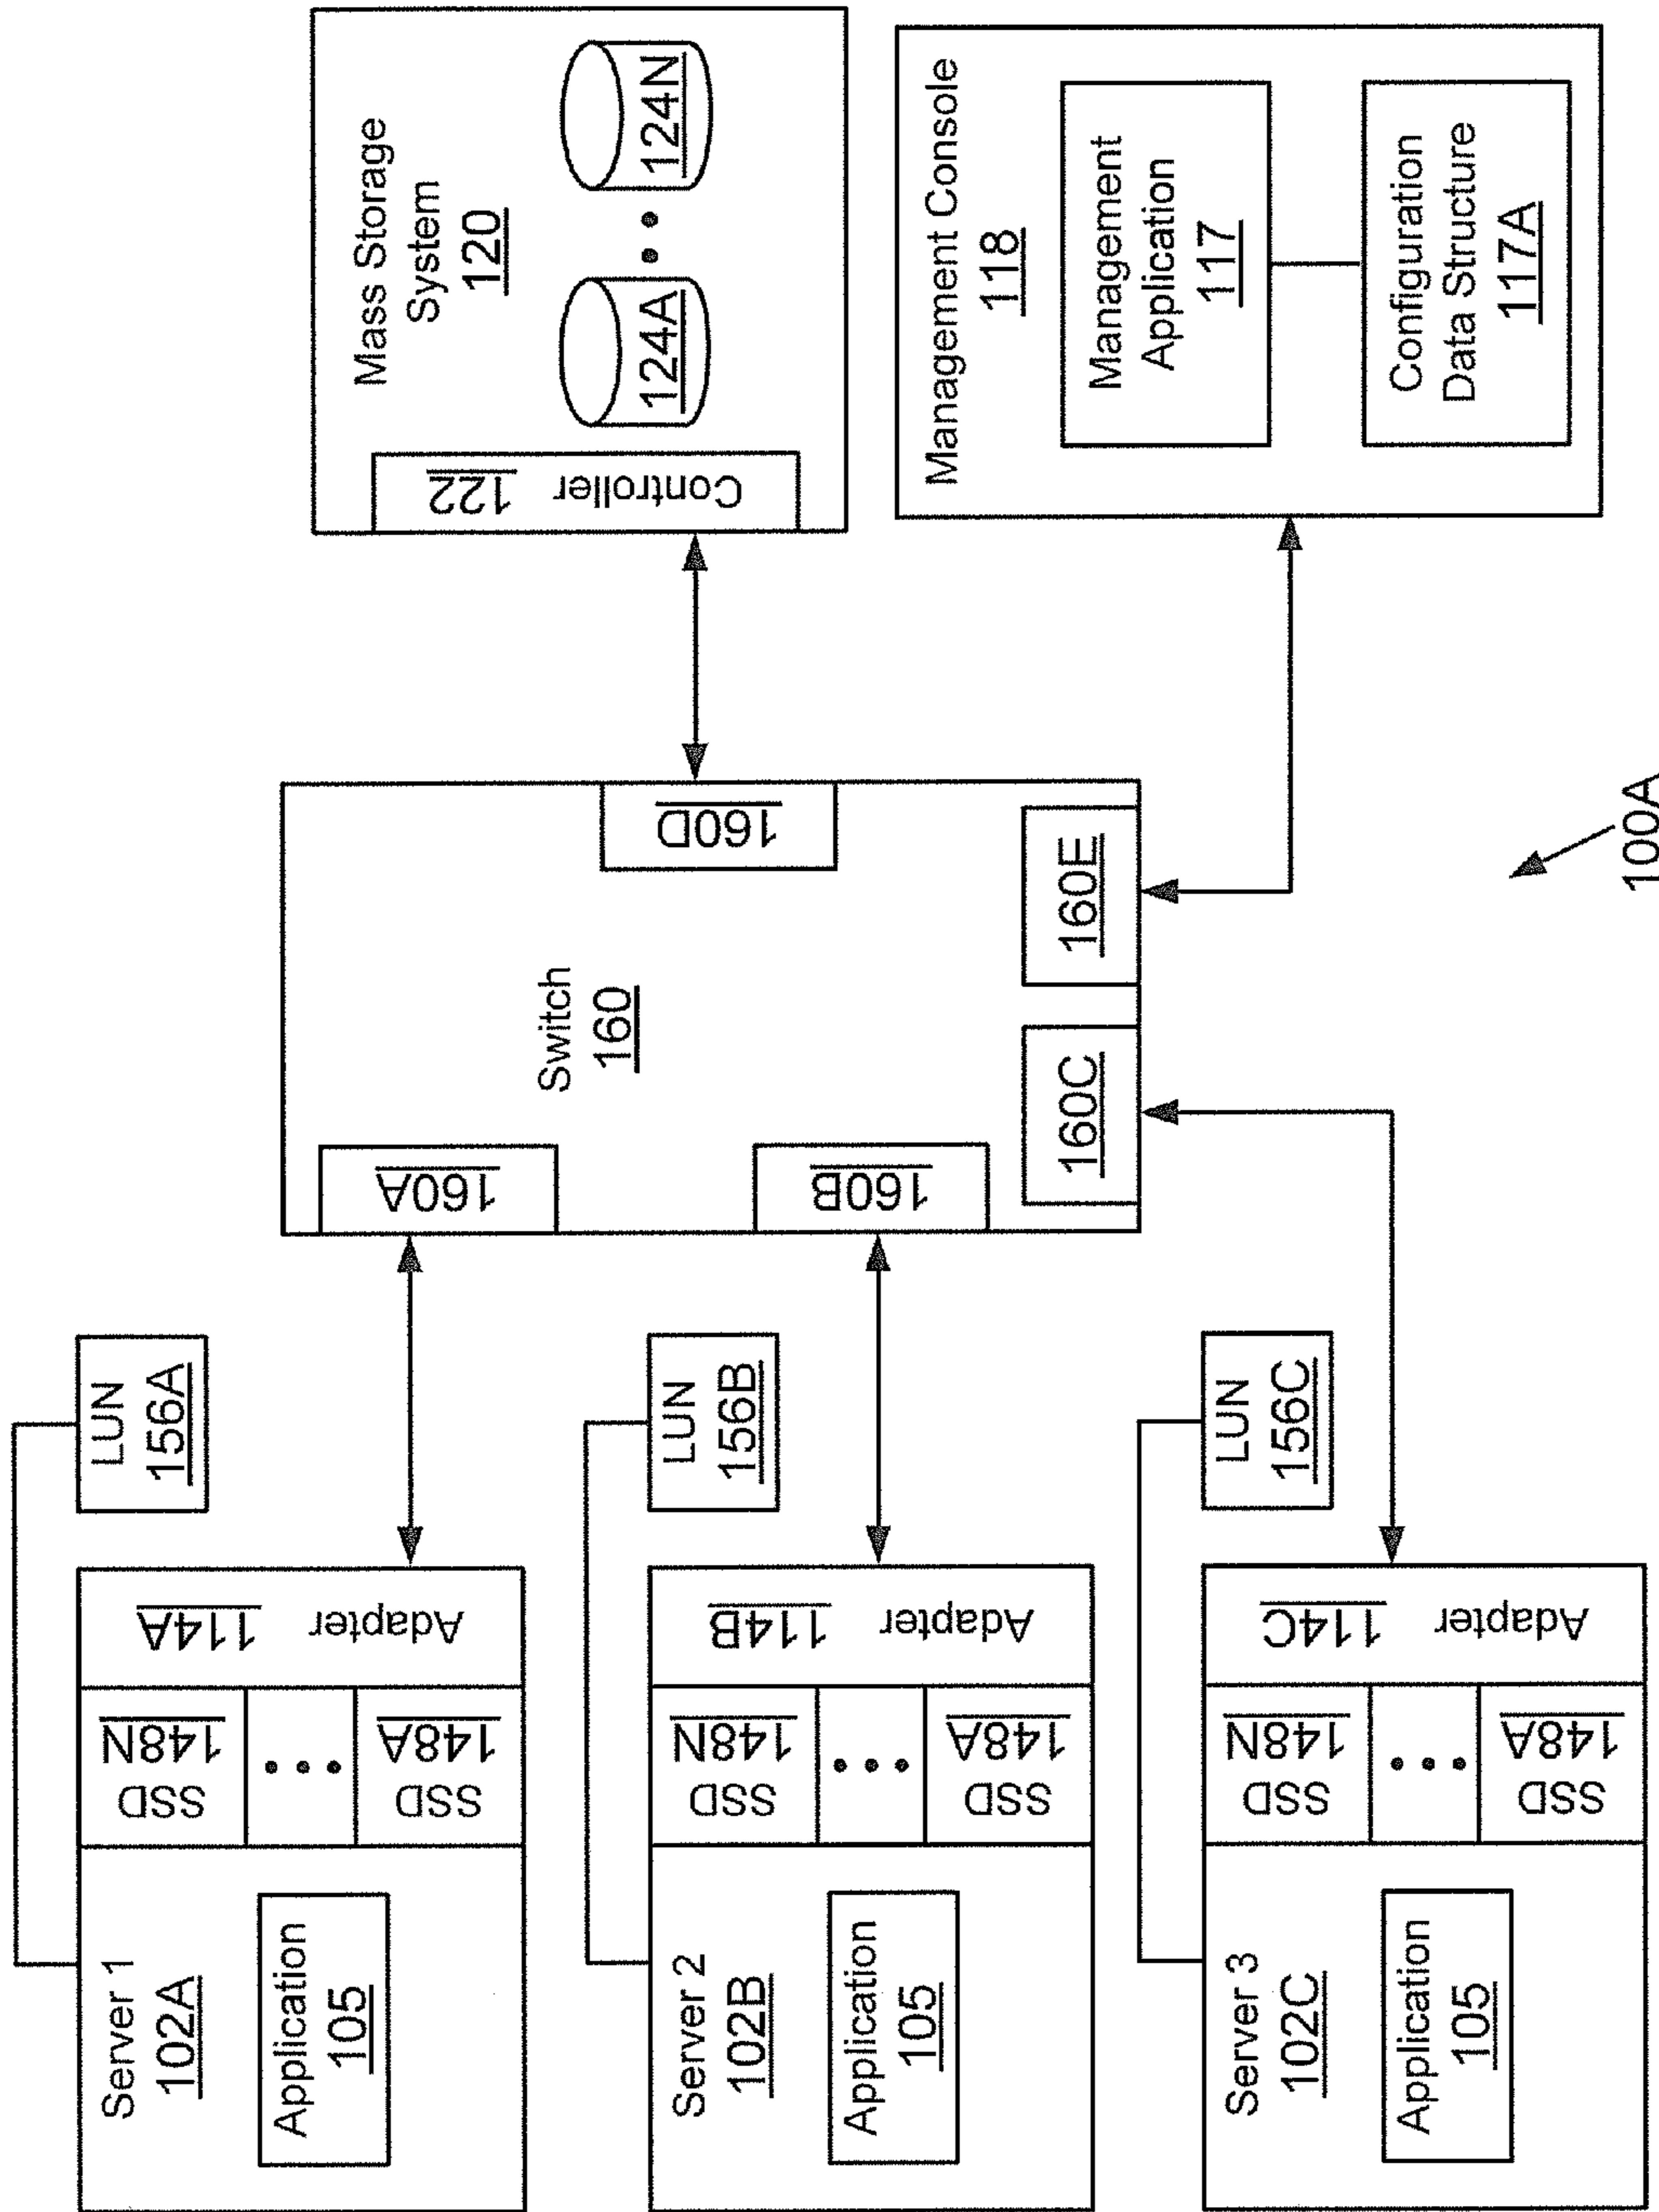 Server 1
102A
Application
105
SSD
148N
SSD
148A
Adapter
114A
LUN
156A
Server 2
102B
Application
105
SSD
148N
SSD
148A
Adapter
114B
LUN
156B
Server 3
102C
Application
105
SSD
148N
SSD
148A
Adapter
114C
LUN
156C
Switch
160
160A
160B
160C
160D
160E
Mass Storage
System
120
Controller
122
124A
124N
Management Console
118
Management
Application
117
Configuration
Data Structure
117A
100A